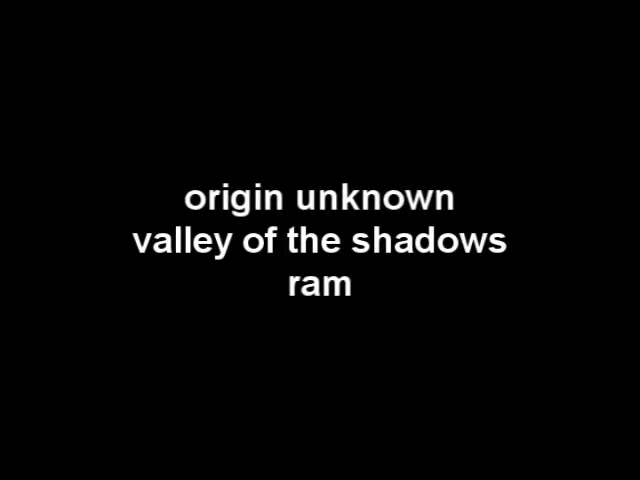 origin unknown
valley of the shadows
ram